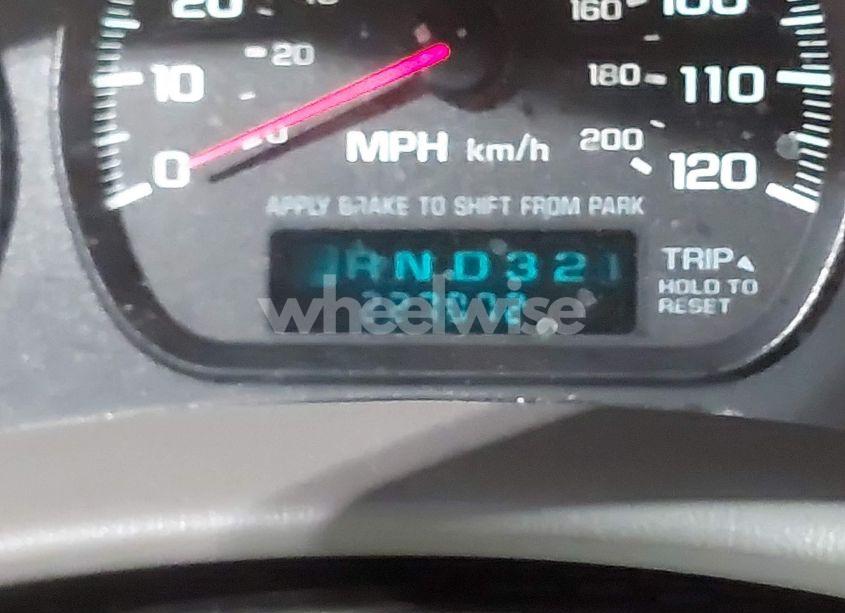 20
10 20 180 110
160 100
0 20 MPH km/h 200 120
APPLY BRAKE TO SHIFT FROM PARK
R N D 3 2 1 TRIP
HOLD TO
RESET
wheelwise